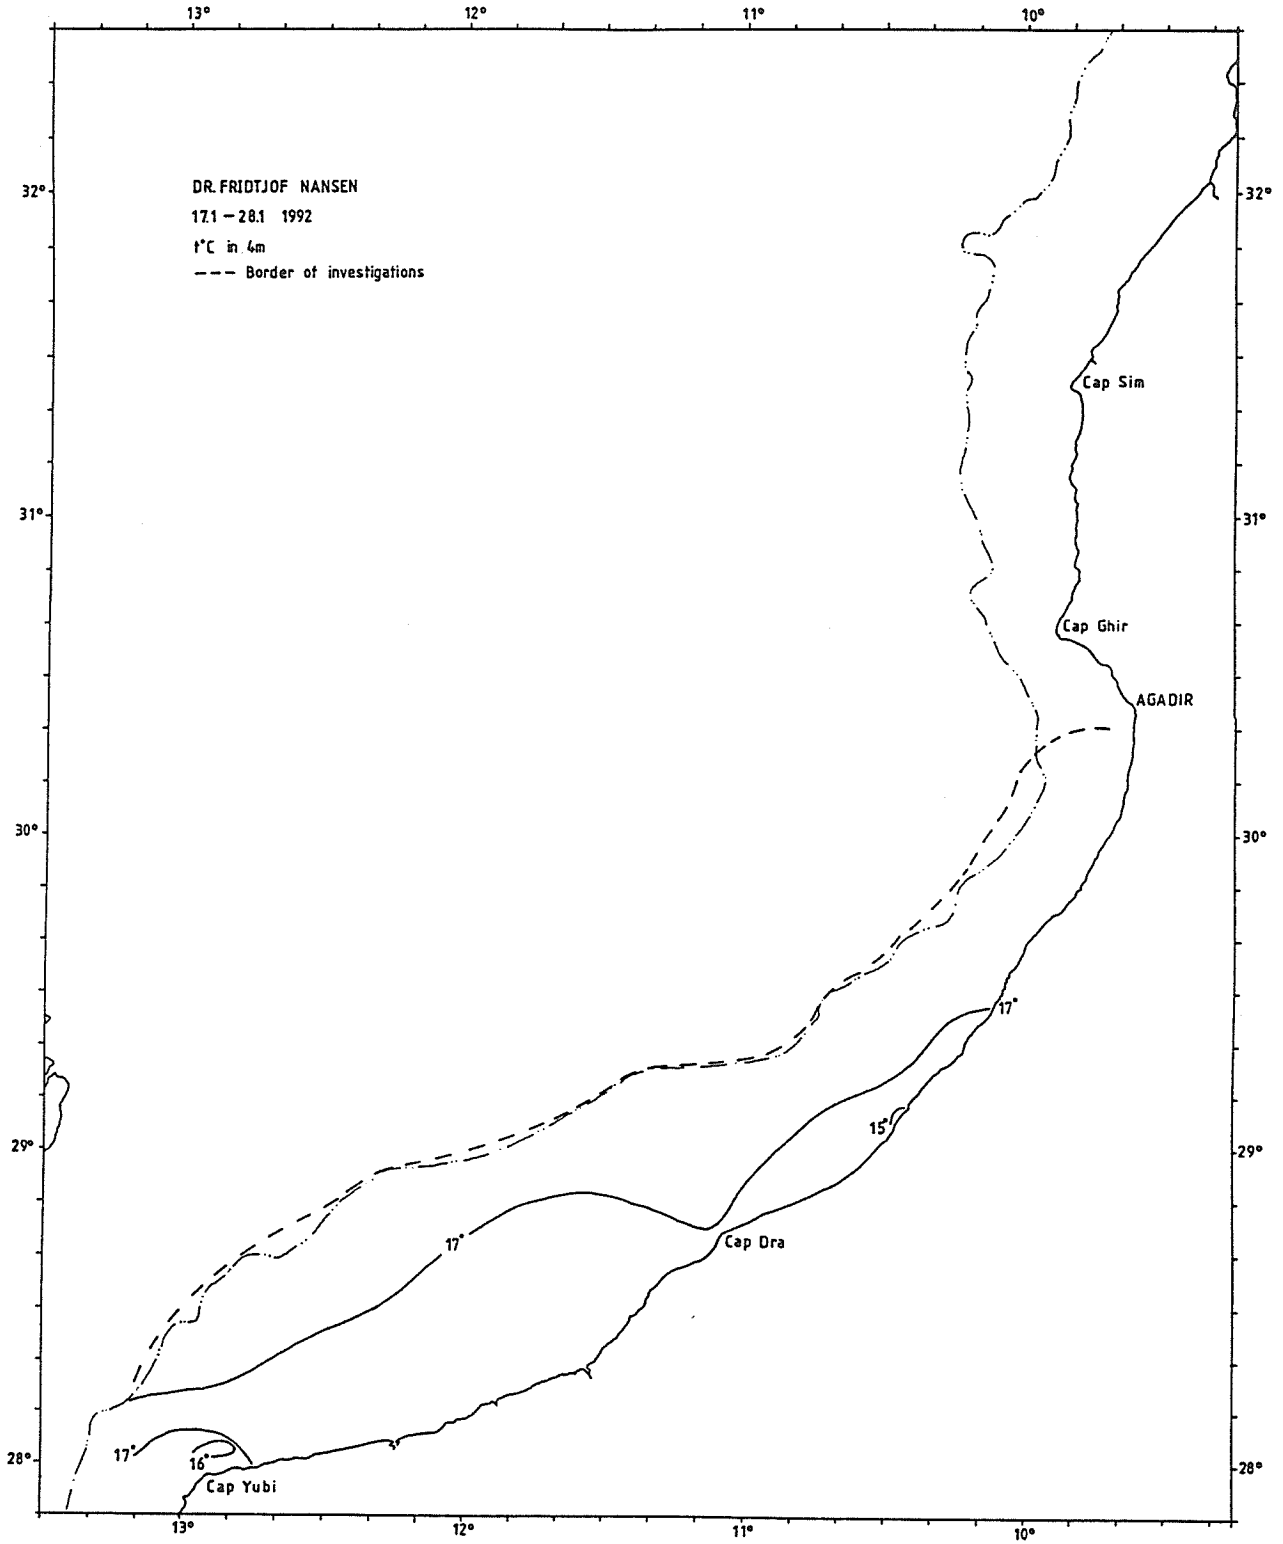 13° 12° 11° 10°
32° 32°
DR. FRIDTJOF NANSEN
17.1 – 28.1 1992
t°C in 4m
--- Border of investigations
Cap Sim
31° 31°
Cap Ghir
AGADIR
30° 30°
17°
15°
29° 29°
17°
Cap Dra
17°
16°
28° 28°
Cap Yubi
13° 12° 11° 10°